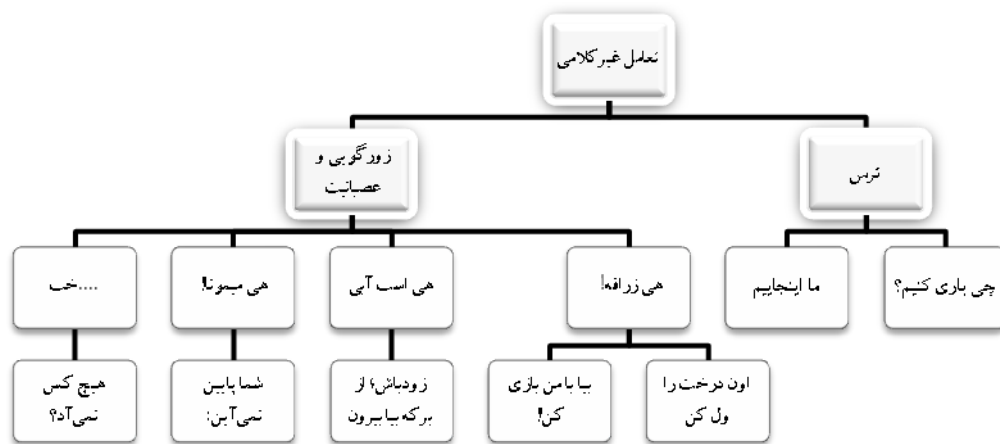 تعامل غیرکلامی
ترس
زورگویی و
عصبانیت
چی بازی کنیم؟
ما اینجاییم
هی زرافه!
هی اسب آبی
هی میمونا!
خب....
اون درخت را
ول کن
بیا با من بازی
کن!
زودباش؛ از
برکه بیا بیرون
شما پایین
نمی‌آین:
هیچ کس
نمی‌آد؟